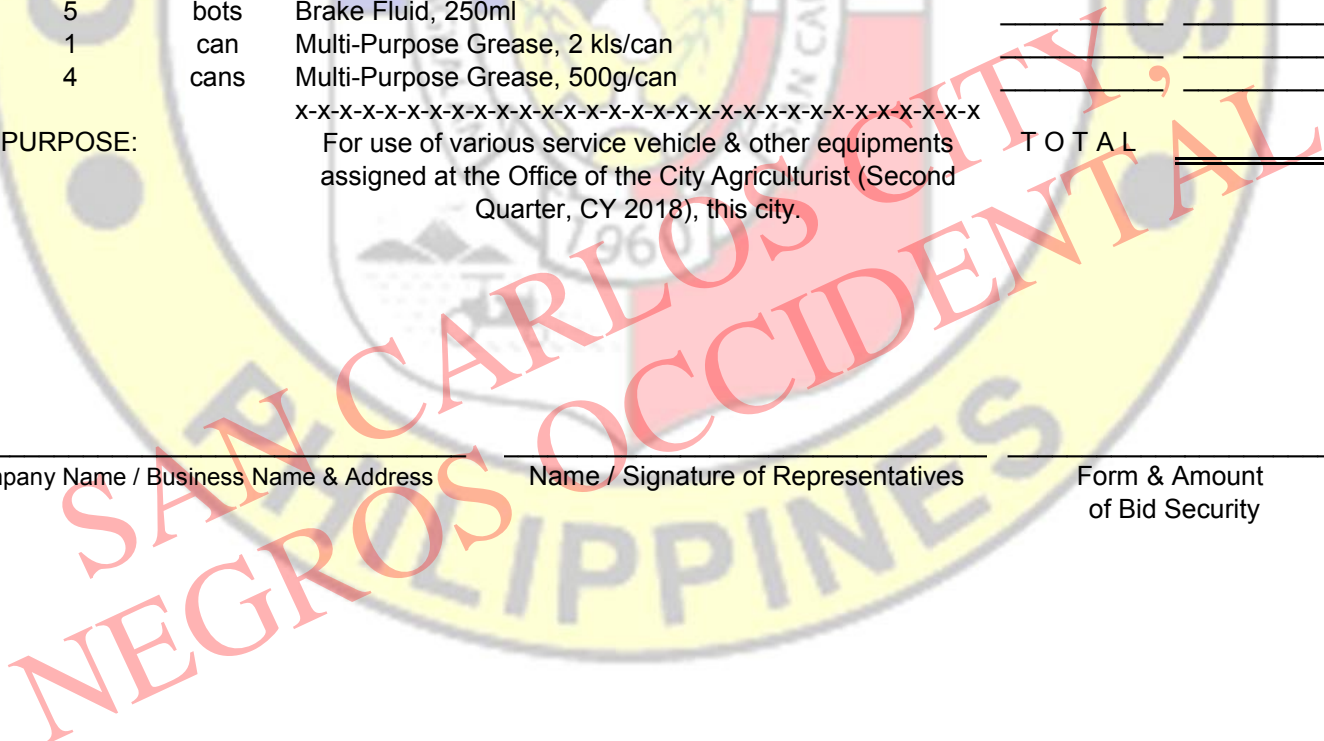 5 bots Brake Fluid, 250ml
1 can Multi-Purpose Grease, 2 kls/can
4 cans Multi-Purpose Grease, 500g/can
x-x-x-x-x-x-x-x-x-x-x-x-x-x-x-x-x-x-x-x-x-x-x-x-x-x-x-x-x-x-x
PURPOSE: For use of various service vehicle & other equipments T O T A L
assigned at the Office of the City Agriculturist (Second
Quarter, CY 2018), this city.
1960
Name / Business Name & Address Name / Signature of Representatives Form & Amount
of Bid Security
SAN CARLOS CITY,
NEGROS OCCIDENTAL
PHILIPPINES